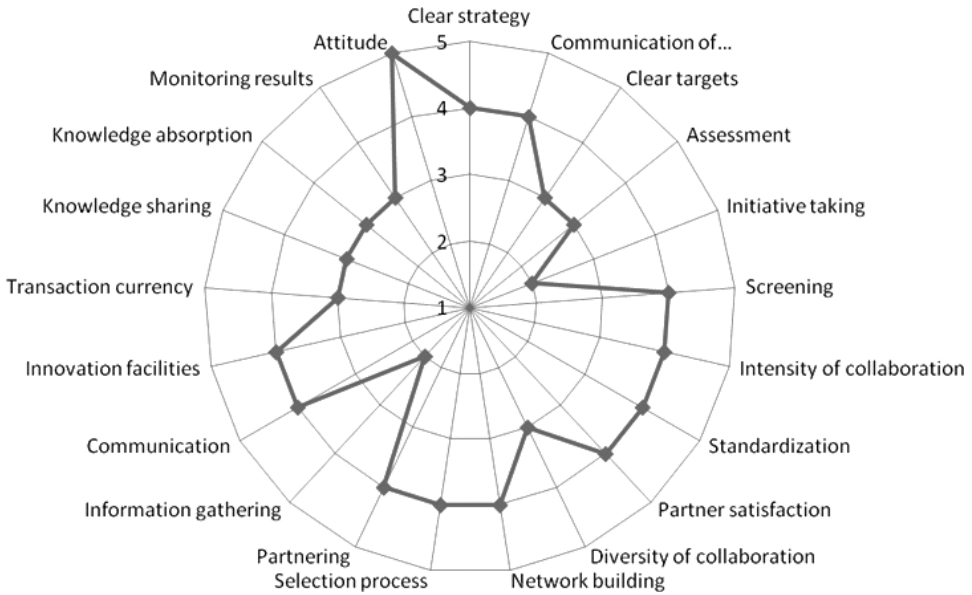 Clear strategy
Communication of...
Clear targets
Assessment
Initiative taking
Screening
Intensity of collaboration
Standardization
Partner satisfaction
Diversity of collaboration
Network building
Selection process
Partnering
Information gathering
Communication
Innovation facilities
Transaction currency
Knowledge sharing
Knowledge absorption
Monitoring results
Attitude
5
4
3
2
1